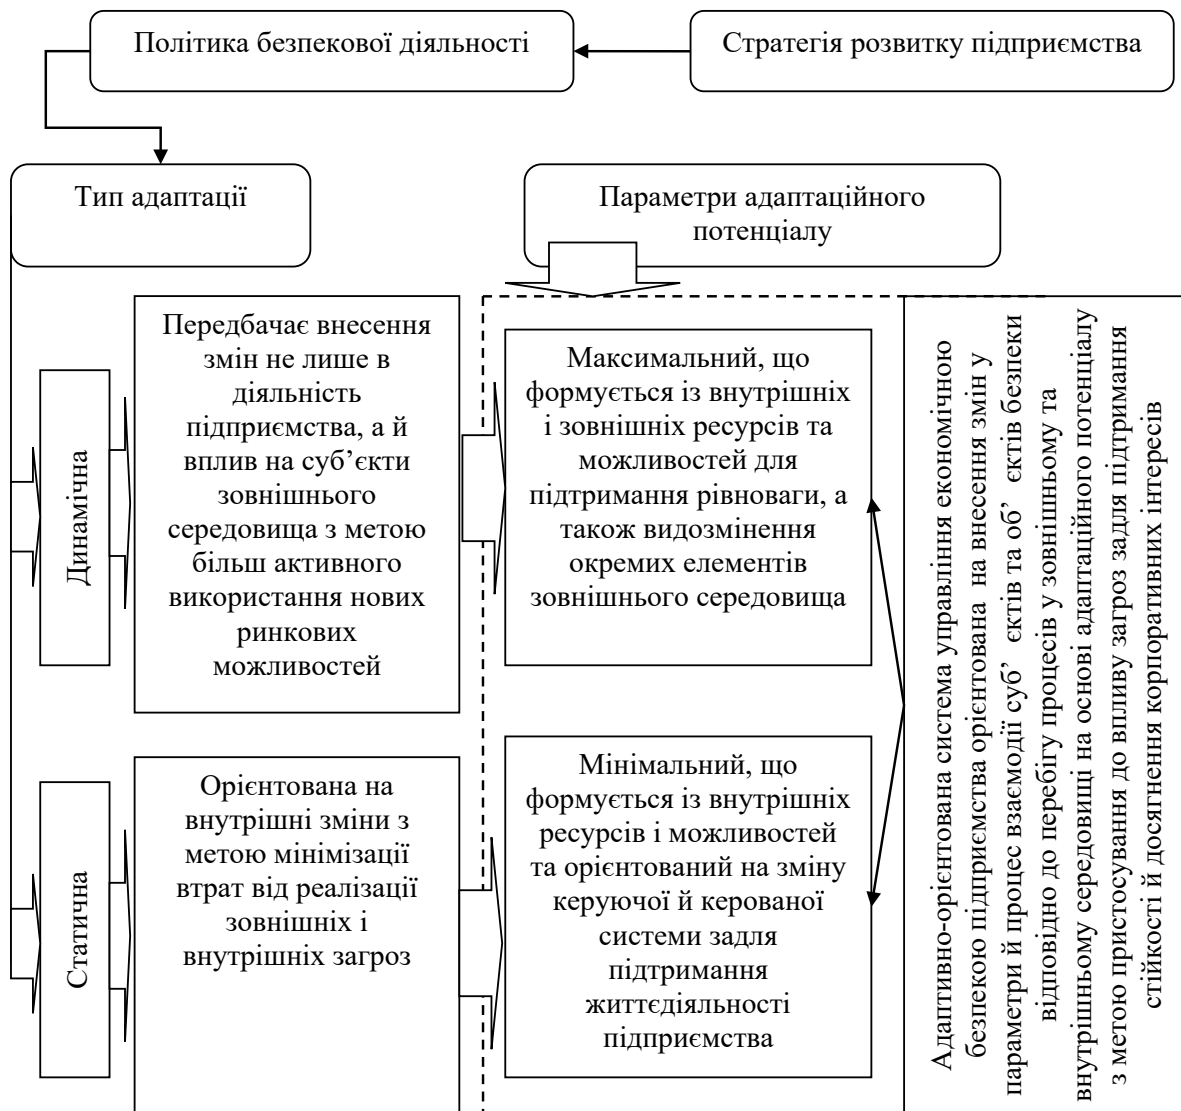 Політика безпекової діяльності
Стратегія розвитку підприємства
Тип адаптації
Параметри адаптаційного
потенціалу
Динамічна
Передбачає внесення
змін не лише в
діяльність
підприємства, а й
вплив на суб’єкти
зовнішнього
середовища з метою
більш активного
використання нових
ринкових
можливостей
Максимальний, що
формується із внутрішніх
і зовнішніх ресурсів та
можливостей для
підтримання рівноваги, а
також видозмінення
окремих елементів
зовнішнього середовища
Статична
Орієнтована на
внутрішні зміни з
метою мінімізації
втрат від реалізації
зовнішніх і
внутрішніх загроз
Мінімальний, що
формується із внутрішніх
ресурсів і можливостей
та орієнтований на зміну
керуючої й керованої
системи задля
підтримання
життєдіяльності
підприємства
Адаптивно-орієнтована система управління економічною
безпекою підприємства орієнтована на внесення змін у
параметри й процес взаємодії суб’ єктів та об’ єктів безпеки
відповідно до перебігу процесів у зовнішньому та
внутрішньому середовищі на основі адаптаційного потенціалу
з метою пристосування до впливу загроз задля підтримання
стійкості й досягнення корпоративних інтересів